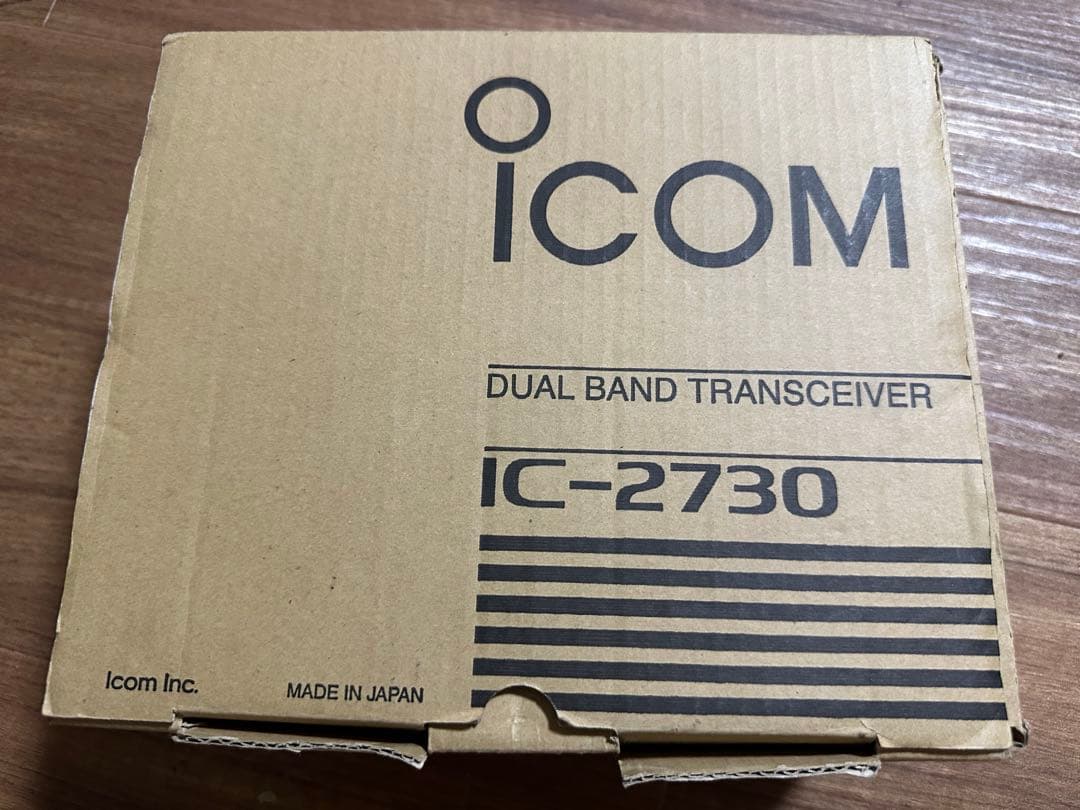 ICOM
DUAL BAND TRANSCEIVER
IC-2730
Icom Inc.
MADE IN JAPAN